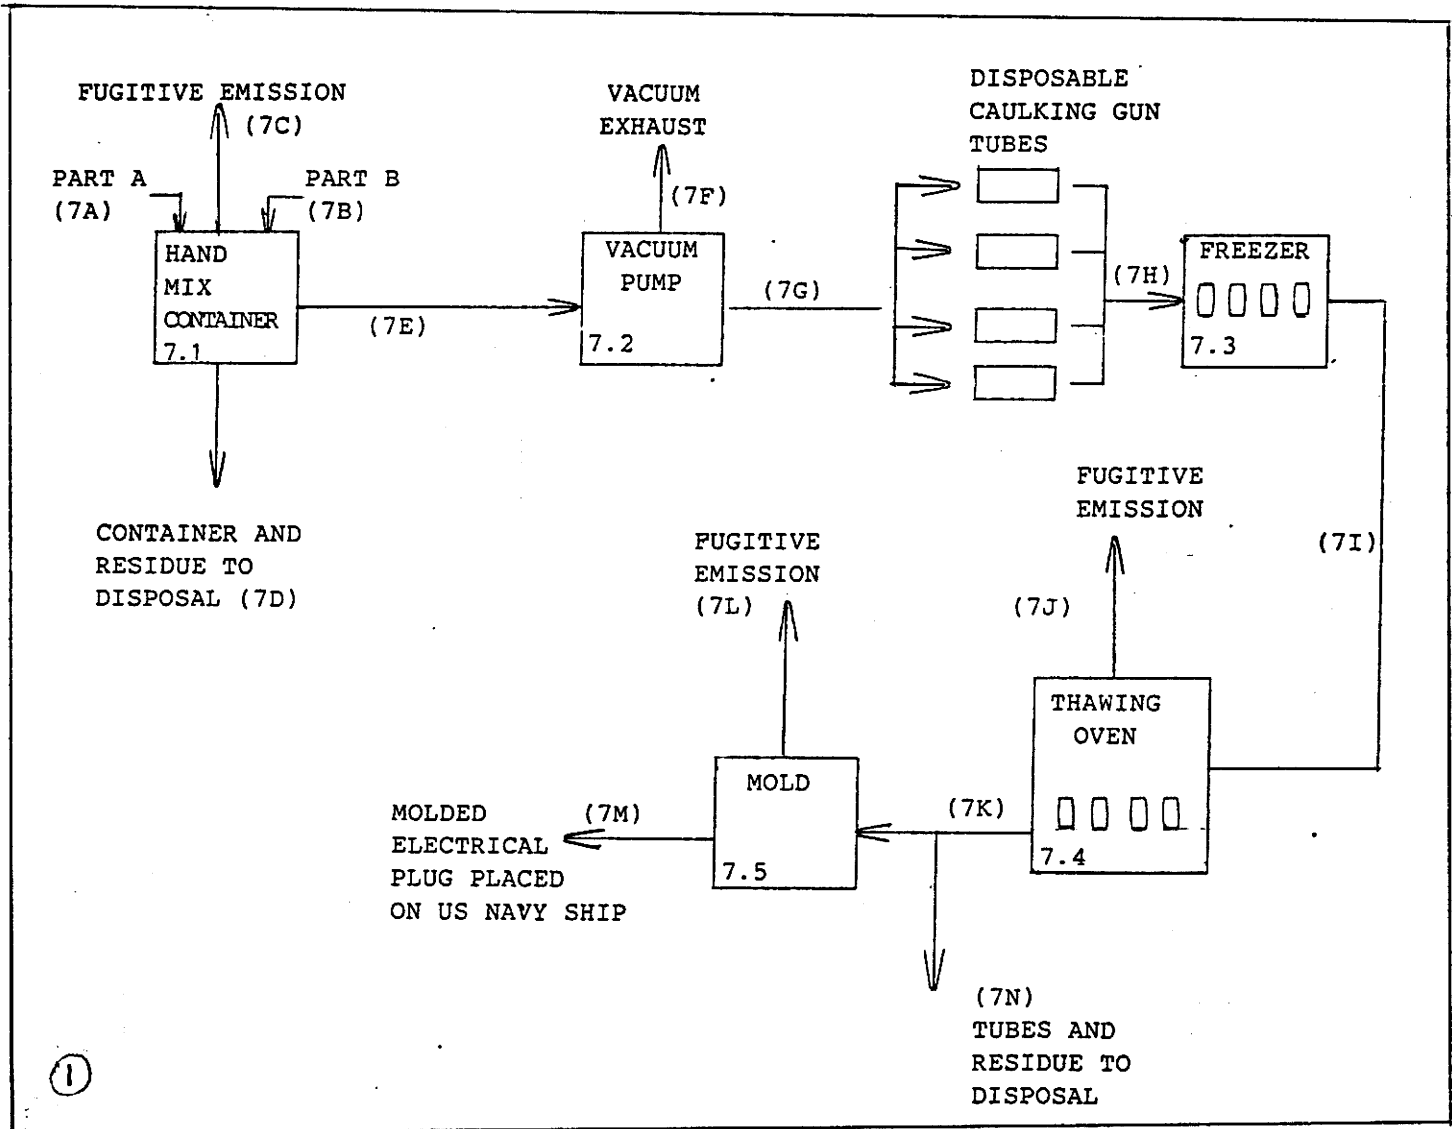 FUGITIVE EMISSION
(7C)
PART A
(7A)
PART B
(7B)
HAND
MIX
CONTAINER
7.1
(7E)
CONTAINER AND
RESIDUE TO
DISPOSAL (7D)
VACUUM
EXHAUST
(7F)
VACUUM
PUMP
7.2
(7G)
DISPOSABLE
CAULKING GUN
TUBES
(7H)
FREEZER
7.3
(7I)
FUGITIVE
EMISSION
(7J)
THAWING
OVEN
7.4
(7K)
(7N)
TUBES AND
RESIDUE TO
DISPOSAL
FUGITIVE
EMISSION
(7L)
MOLD
7.5
(7M)
MOLDED
ELECTRICAL
PLUG PLACED
ON US NAVY SHIP
1